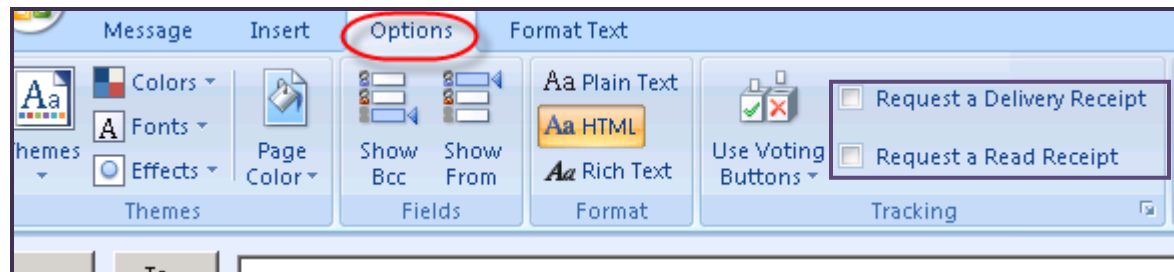 Message Insert Options Format Text
Aa Colors Aa Plain Text Request a Delivery Receipt
A Fonts Aa HTML
Themes Effects Page Color Show Bcc Show From Aa Rich Text Use Voting Buttons Request a Read Receipt
Themes Fields Format Tracking